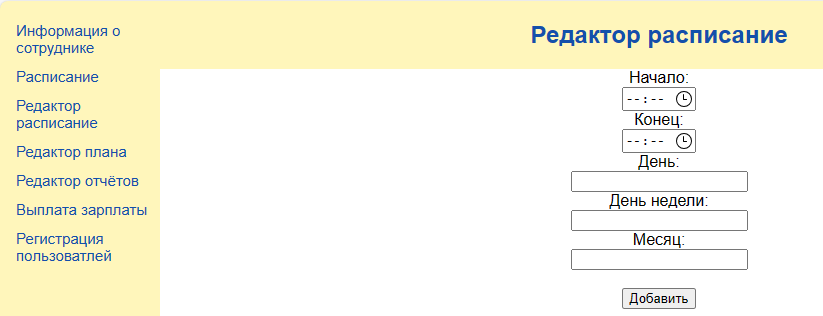 Информация о
сотруднике
Расписание
Редактор
расписание
Редактор плана
Редактор отчётов
Выплата зарплаты
Регистрация
пользоватлей
Редактор расписание
Начало:
--:--
Конец:
--:--
День:
День недели:
Месяц:
Добавить